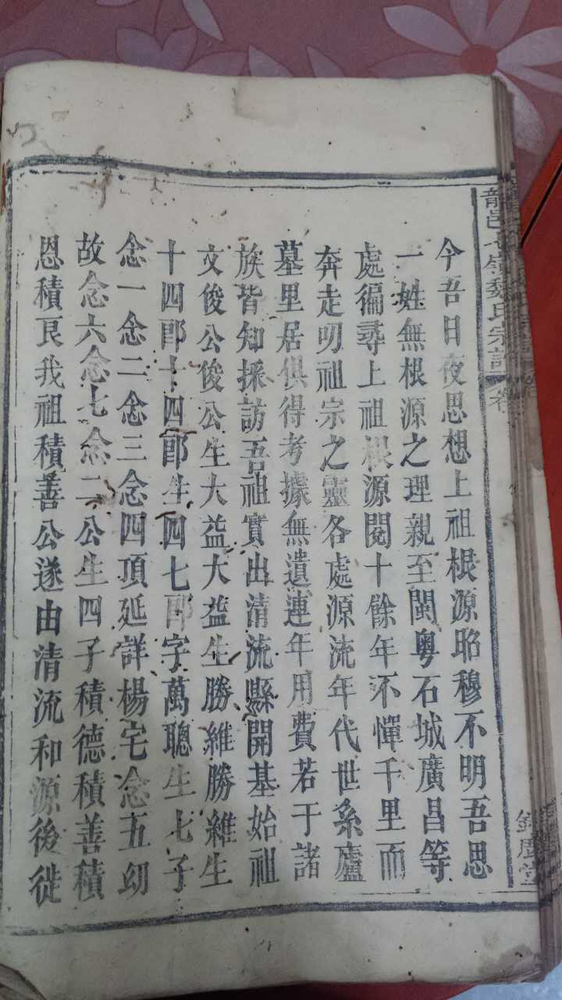 龍邑
魏氏宗譜
今吾日夜思想上祖根源昭穆不明吾思
一姓無根源之理親至閩粵石城廣昌等
處徧尋上祖根源閱十餘年不憚千里而
奔走叨祖宗之靈各處源流年代世系廬
墓里居俱得考據無遺連年用費若于諸
族皆知採訪吾祖實出清流縣開基始祖
文俊公俊公生大益大益生勝維勝維生
十四郎十四郎生四七郎字萬聰生七子
念一念二念三念四項延詳楊宅念五幼
故念六念七念二公生四子積德積善積
恩積良我祖積善公遂由清流和源後徙